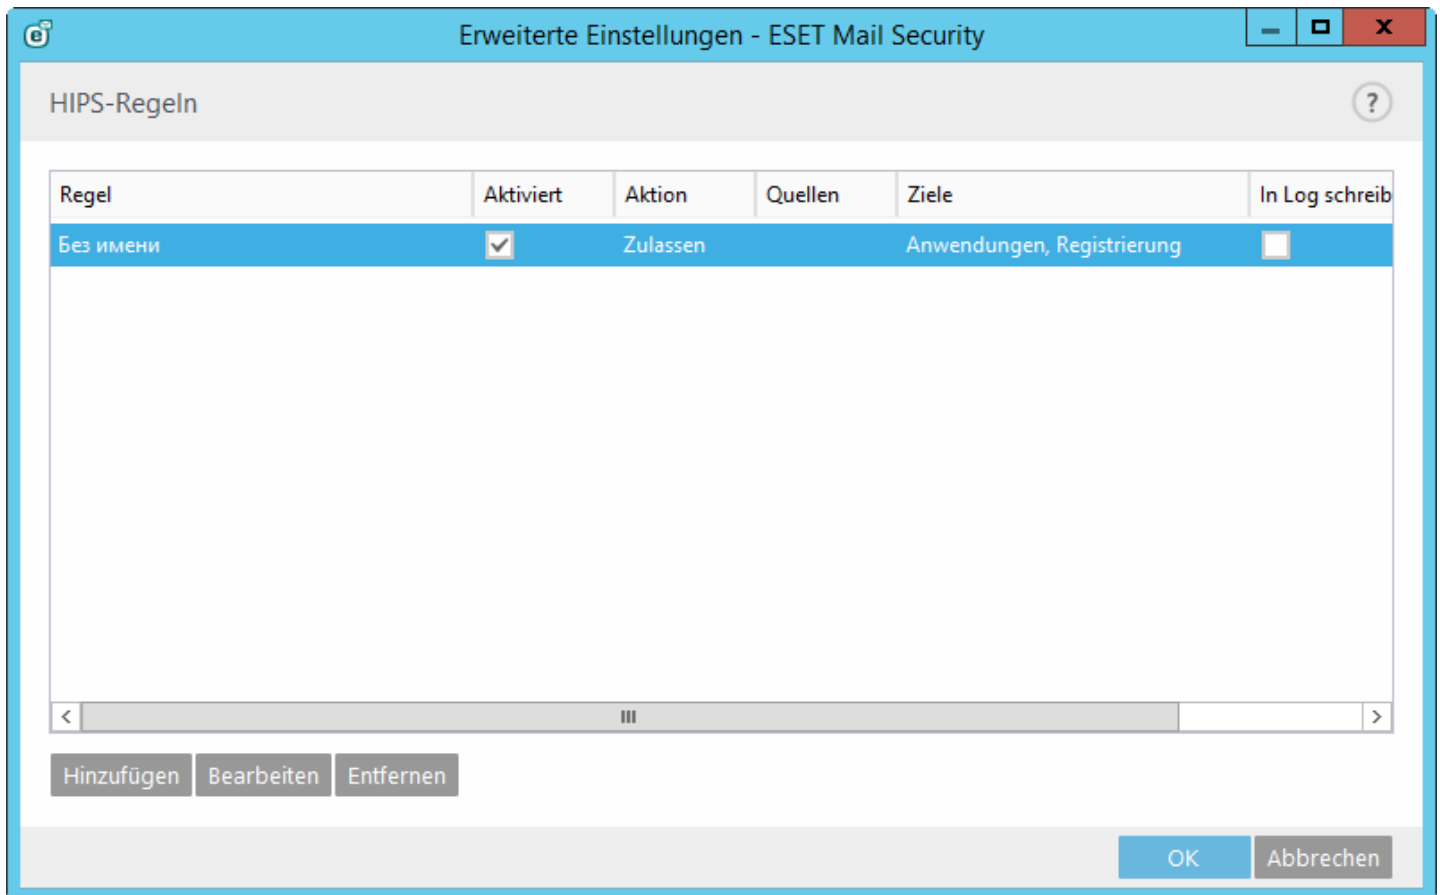 Erweiterte Einstellungen - ESET Mail Security
HIPS-Regeln
?
Regel Aktiviert Aktion Quellen Ziele In Log schreib
Без имени Zulassen Anwendungen, Registrierung
Hinzufügen Bearbeiten Entfernen
OK Abbrechen